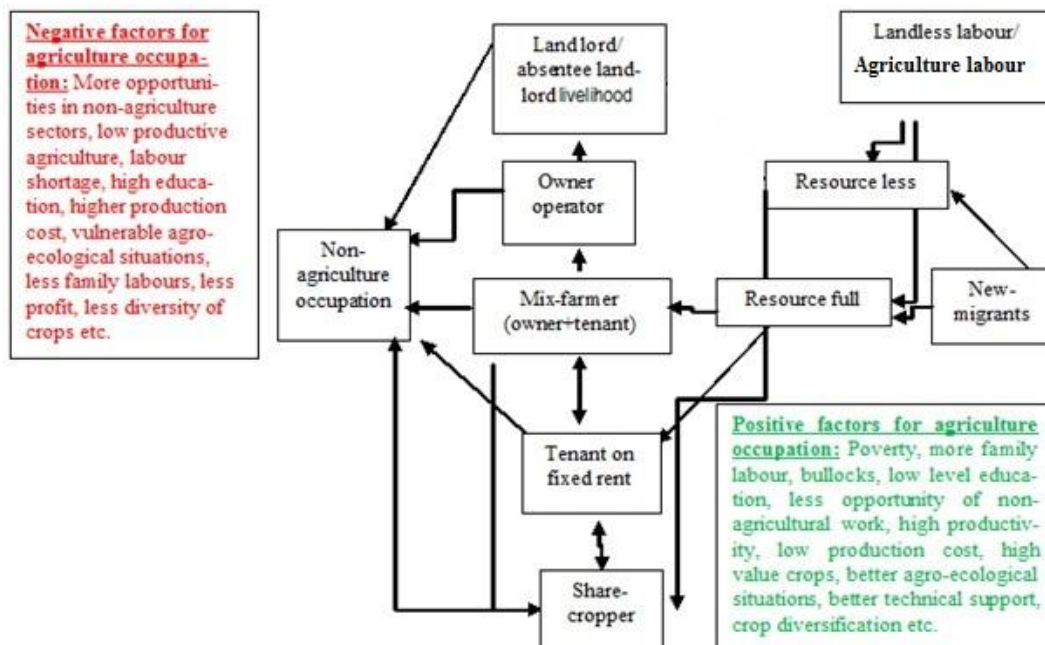 Negative factors for
agriculture occupa-
tion: More opportuni-
ties in non-agriculture
sectors, low productive
agriculture, labour
shortage, high educa-
tion, higher production
cost, vulnerable agro-
ecological situations,
less family labours, less
profit, less diversity of
crops etc.
Land lord/
absentee land-
lord livelihood
Landless labour/
Agriculture labour
Owner
operator
Resource less
Non-
agriculture
occupation
Mix-farmer
(owner+tenant)
Resource full
New-
migrants
Tenant on
fixed rent
Share-
cropper
Positive factors for agriculture
occupation: Poverty, more family
labour, bullocks, low level educa-
tion, less opportunity of non-
agricultural work, high productiv-
ity, low production cost, high
value crops, better agro-ecological
situations, better technical support,
crop diversification etc.